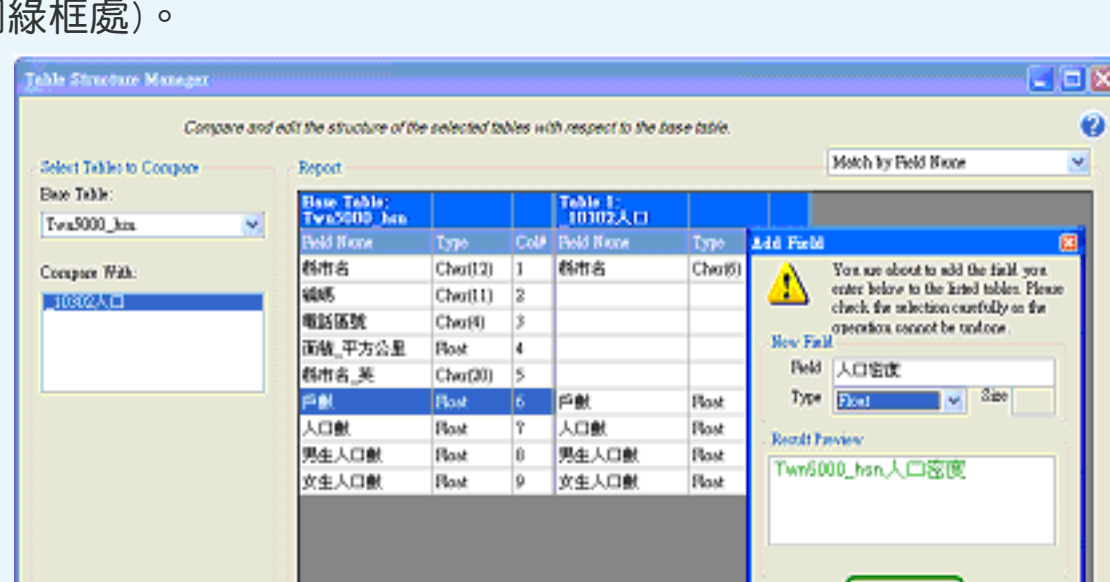 綠框處)。
Table Structure Manager
Compare and edit the structure of the selected tables with respect to the base table.
Select Tables to Compare
Report
Match by Field Name
Base Table:
Twn5000_hsn
Compare With:
_10302人口
Base Table:
Twn5000_hsn
Table 1:
_10302人口
Field Name Type Col# Field Name Type
縣市名 Char(12) 1 縣市名 Char(6)
編碼 Char(11) 2
電話區號 Char(4) 3
面積_平方公里 Float 4
縣市名_英 Char(20) 5
戶數 Float 6 戶數 Float
人口數 Float 7 人口數 Float
男生人口數 Float 8 男生人口數 Float
女生人口數 Float 9 女生人口數 Float
Add Field
You are about to add the field you
enter below to the listed tables. Please
check the selection carefully as the
operation cannot be undone.
New Field
Field 人口密度
Type Float Size
Result Preview
Twn5000_hsn.人口密度